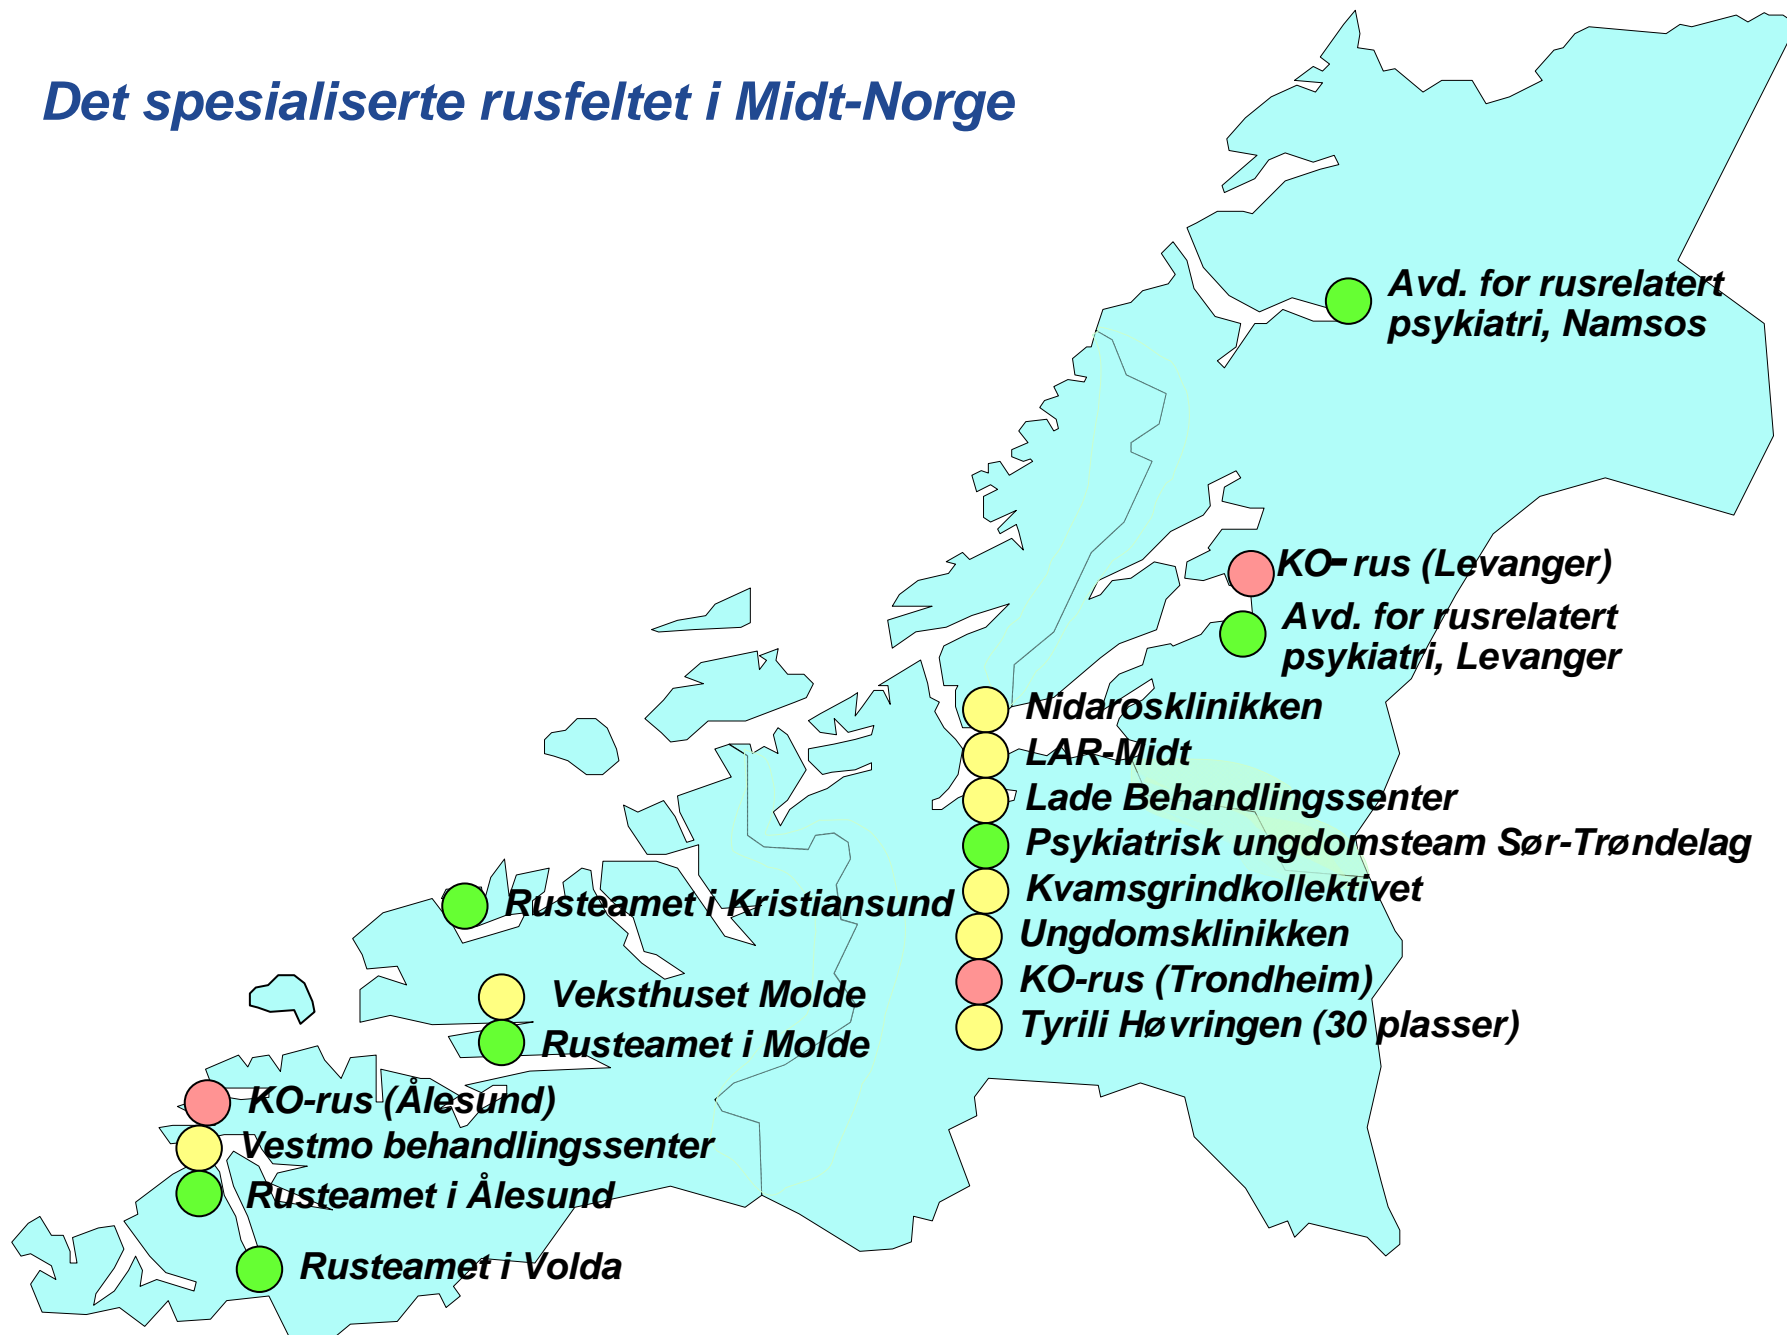 Det spesialiserte rusfeltet i Midt-Norge
Avd. for rusrelatert
psykiatri, Namsos
KO- rus (Levanger)
Avd. for rusrelatert
psykiatri, Levanger
Nidarosklinikken
LAR-Midt
Lade Behandlingssenter
Psykiatrisk ungdomsteam Sør-Trøndelag
Kvamsgrindkollektivet
Ungdomsklinikken
KO-rus (Trondheim)
Tyrili Høvringen (30 plasser)
Rusteamet i Kristiansund
Veksthuset Molde
Rusteamet i Molde
KO-rus (Ålesund)
Vestmo behandlingssenter
Rusteamet i Ålesund
Rusteamet i Volda